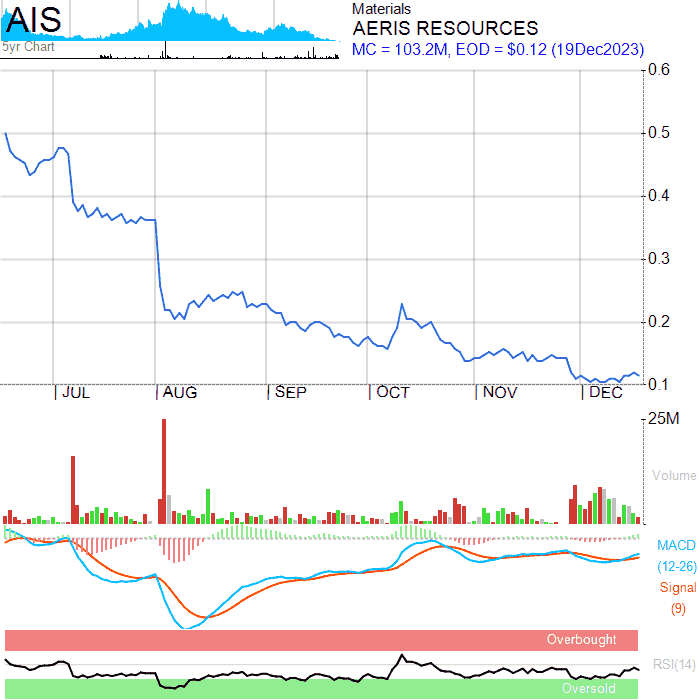 AIS
5yr Chart
Materials
AERIS RESOURCES
MC = 103.2M, EOD = $0.12 (19Dec2023)
0.6
0.5
0.4
0.3
0.2
0.1
JUL AUG SEP OCT NOV DEC
25M
Volume
MACD
(12-26)
Signal
(9)
Overbought
RSI(14)
Oversold